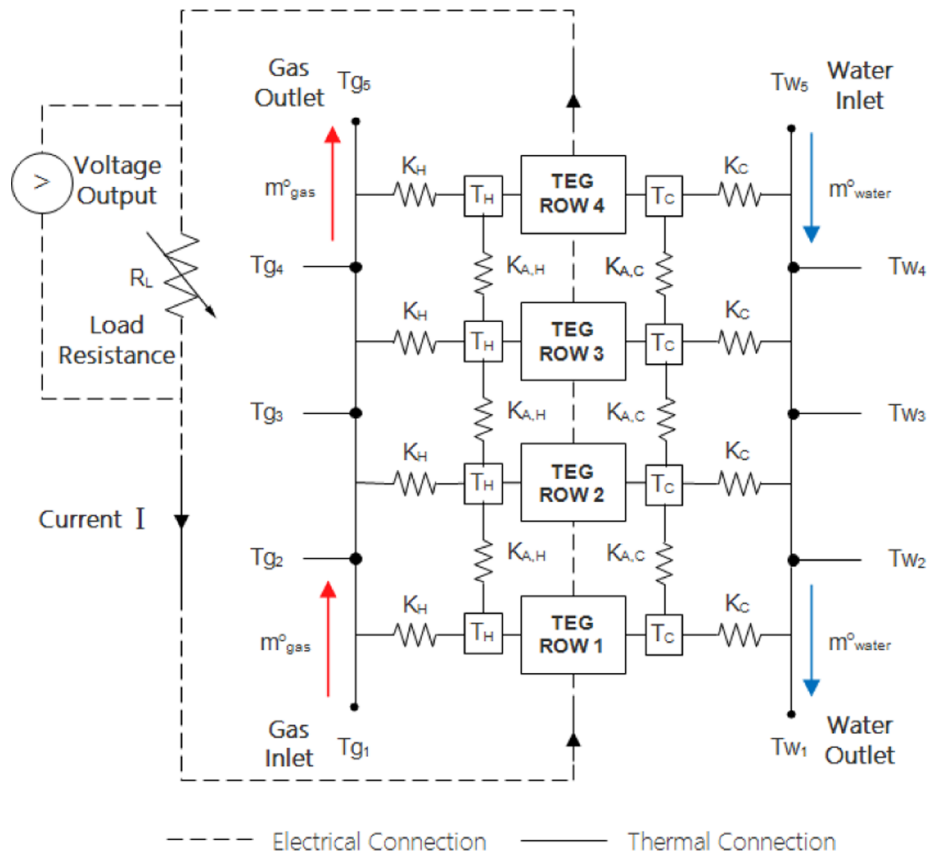 Gas
Outlet
Tg5
Tw5
Water
Inlet
Voltage
Output
>
m°gas
KH
TH
TEG
ROW 4
TC
KC
m°water
RL
Tg4
KA,H
KA,C
Tw4
Load
Resistance
KH
TH
TEG
ROW 3
TC
KC
Tg3
KA,H
KA,C
Tw3
KH
TH
TEG
ROW 2
TC
KC
Current I
Tg2
KA,H
KA,C
Tw2
m°gas
KH
TH
TEG
ROW 1
TC
KC
m°water
Gas
Inlet
Tg1
Tw1
Water
Outlet
Electrical Connection
Thermal Connection